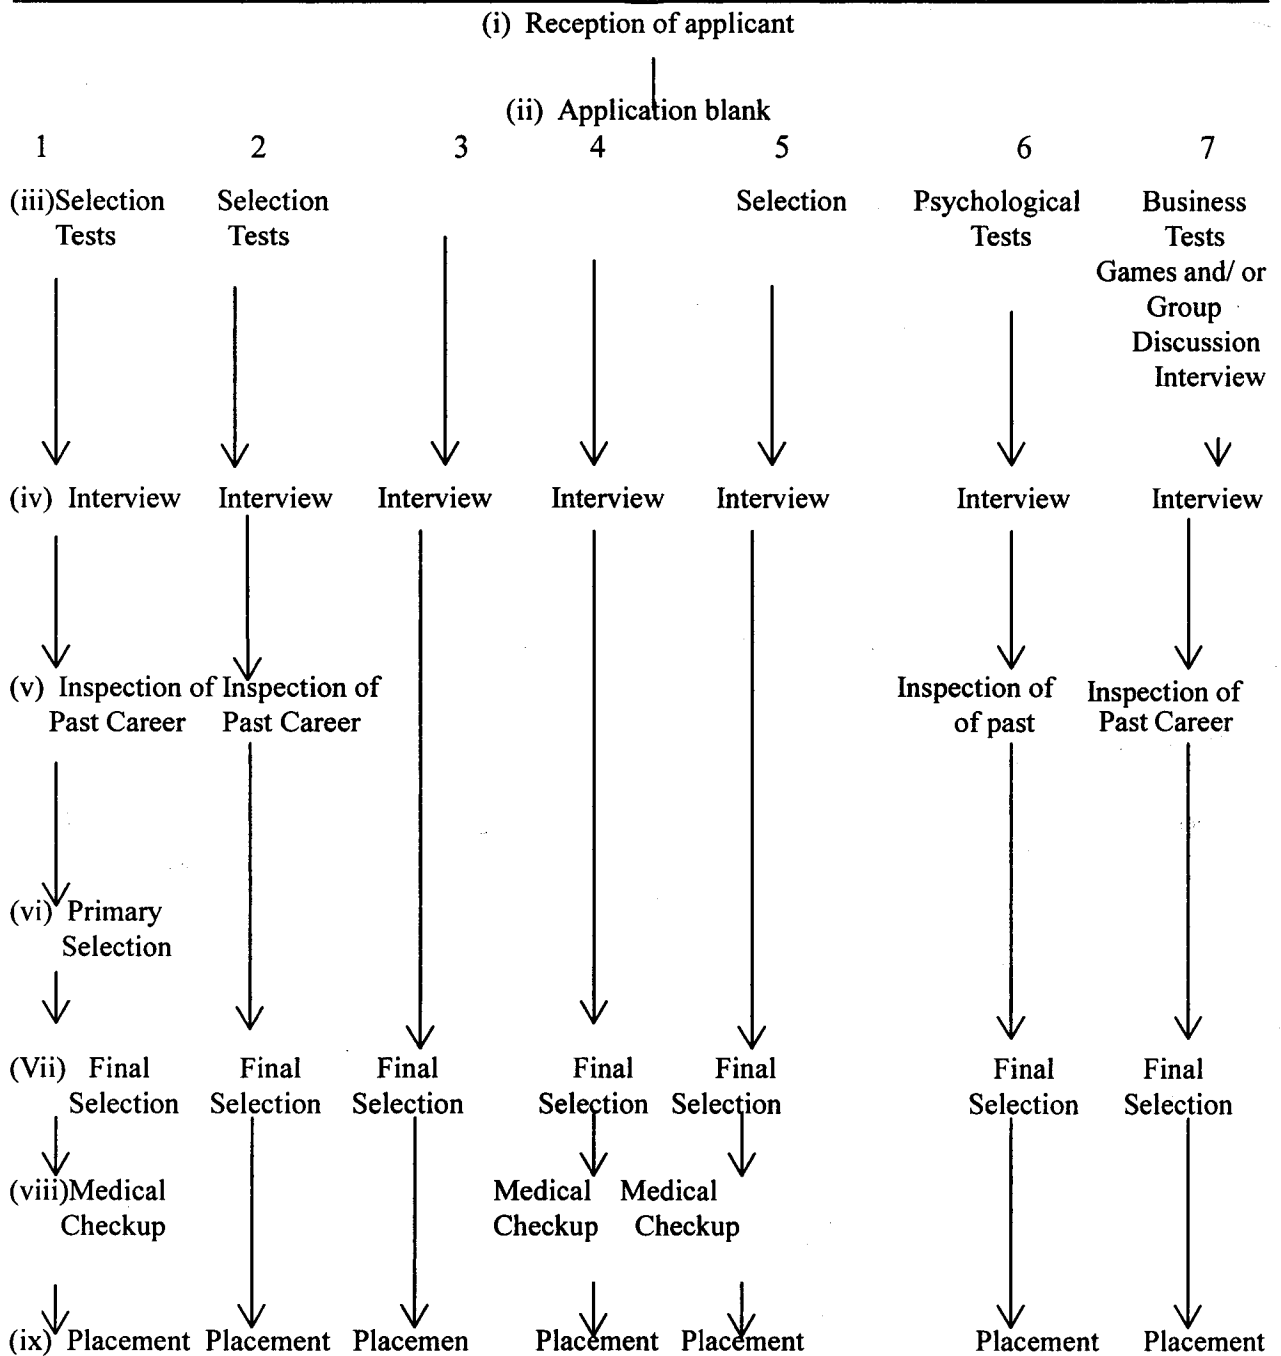 (i) Reception of applicant
(ii) Application blank
1 2 3 4 5 6 7
(iii)Selection Selection Selection Psychological Business
Tests Tests Tests Tests
Games and/ or
Group
Discussion
Interview
(iv) Interview Interview Interview Interview Interview Interview Interview
(v) Inspection of Inspection of Inspection of Inspection of
Past Career Past Career of past Past Career
(vi) Primary
Selection
(Vii) Final Final Final Final Final Final Final
Selection Selection Selection Selection Selection Selection Selection
(viii)Medical Medical Medical
Checkup Checkup Checkup
(ix) Placement Placement Placemen Placement Placement Placement Placement